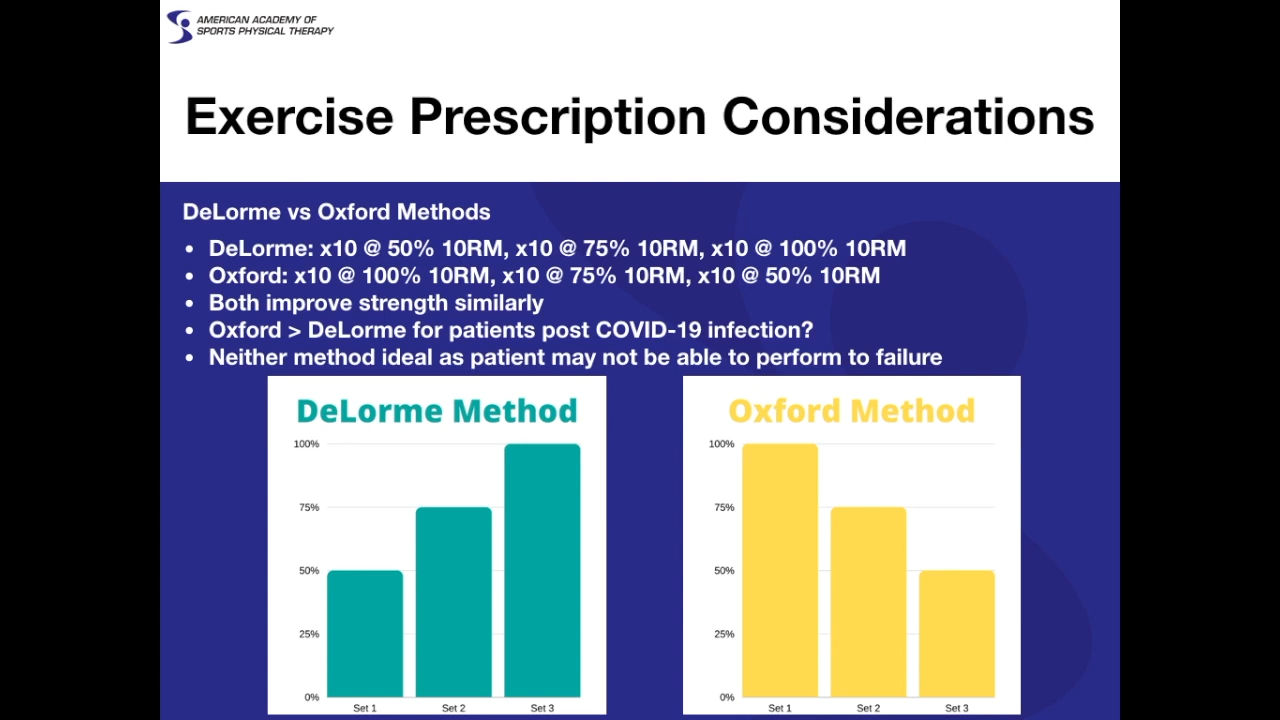 AMERICAN ACADEMY OF
SPORTS PHYSICAL THERAPY
Exercise Prescription Considerations
DeLorme vs Oxford Methods
• DeLorme: x10 @ 50% 10RM, x10 @ 75% 10RM, x10 @ 100% 10RM
• Oxford: x10 @ 100% 10RM, x10 @ 75% 10RM, x10 @ 50% 10RM
• Both improve strength similarly
• Oxford > DeLorme for patients post COVID-19 infection?
• Neither method ideal as patient may not be able to perform to failure
DeLorme Method
100%
75%
50%
25%
0%
Set 1 Set 2 Set 3
Oxford Method
100%
75%
50%
25%
0%
Set 1 Set 2 Set 3